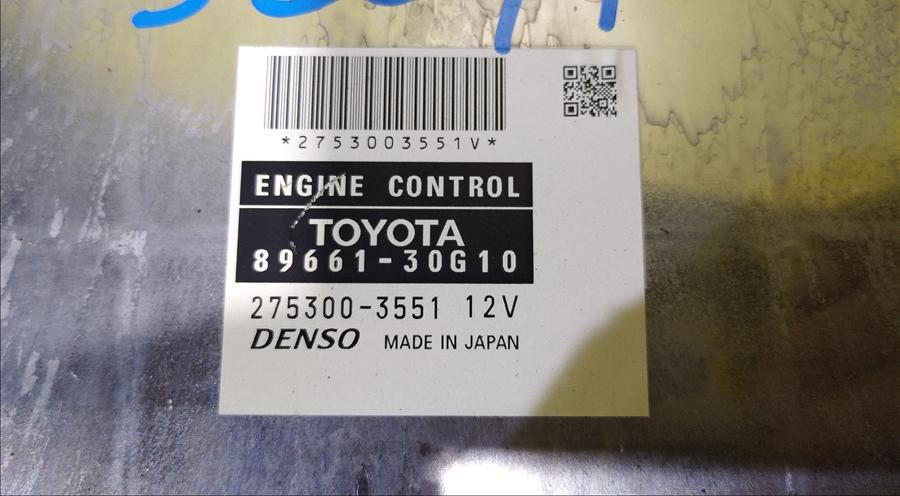 *2753003551V*
ENGINE CONTROL
TOYOTA
89661-30G10
275300-3551 12V
DENSO MADE IN JAPAN